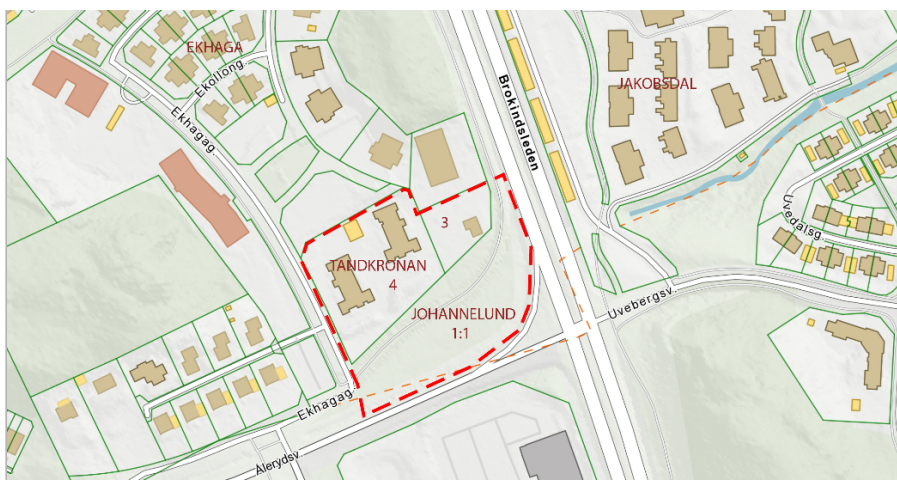 EKHAGA
Ekollong.
Ekhagag.
Brokindsleden
JAKOBSDAL
Uvedalsg.
3
TANDKRONAN
4
JOHANNELUND
1:1
Uvebergsv.
Ekhagag.
Ålerydsv